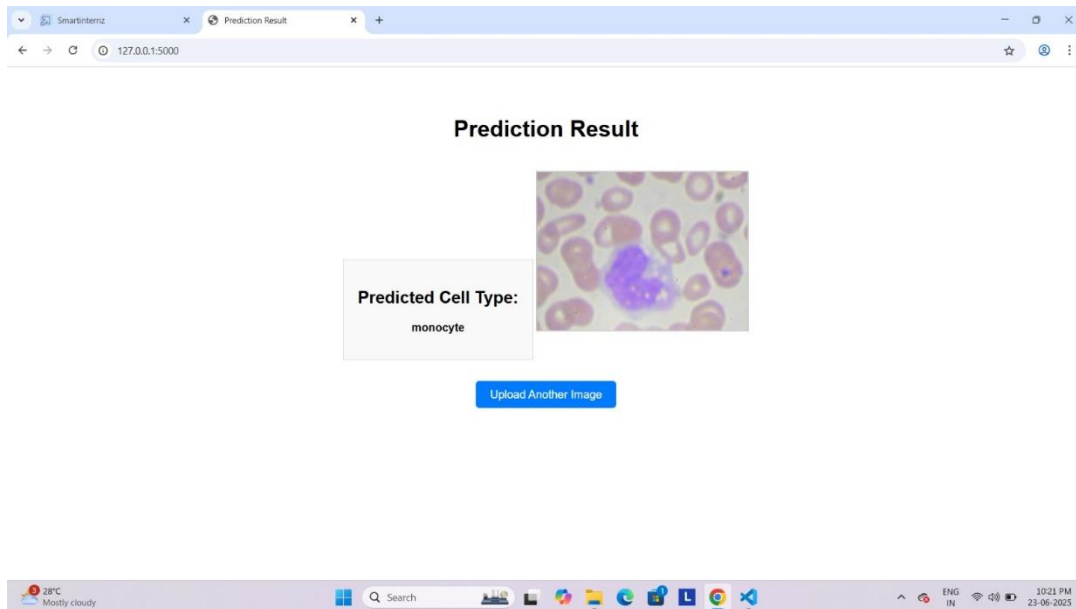 Smartinternz
Prediction Result
127.0.0.1:5000
Prediction Result
Predicted Cell Type:
monocyte
Upload Another Image
3
28°C
Mostly cloudy
Search
L
ENG
IN
10:21 PM
23-06-2025